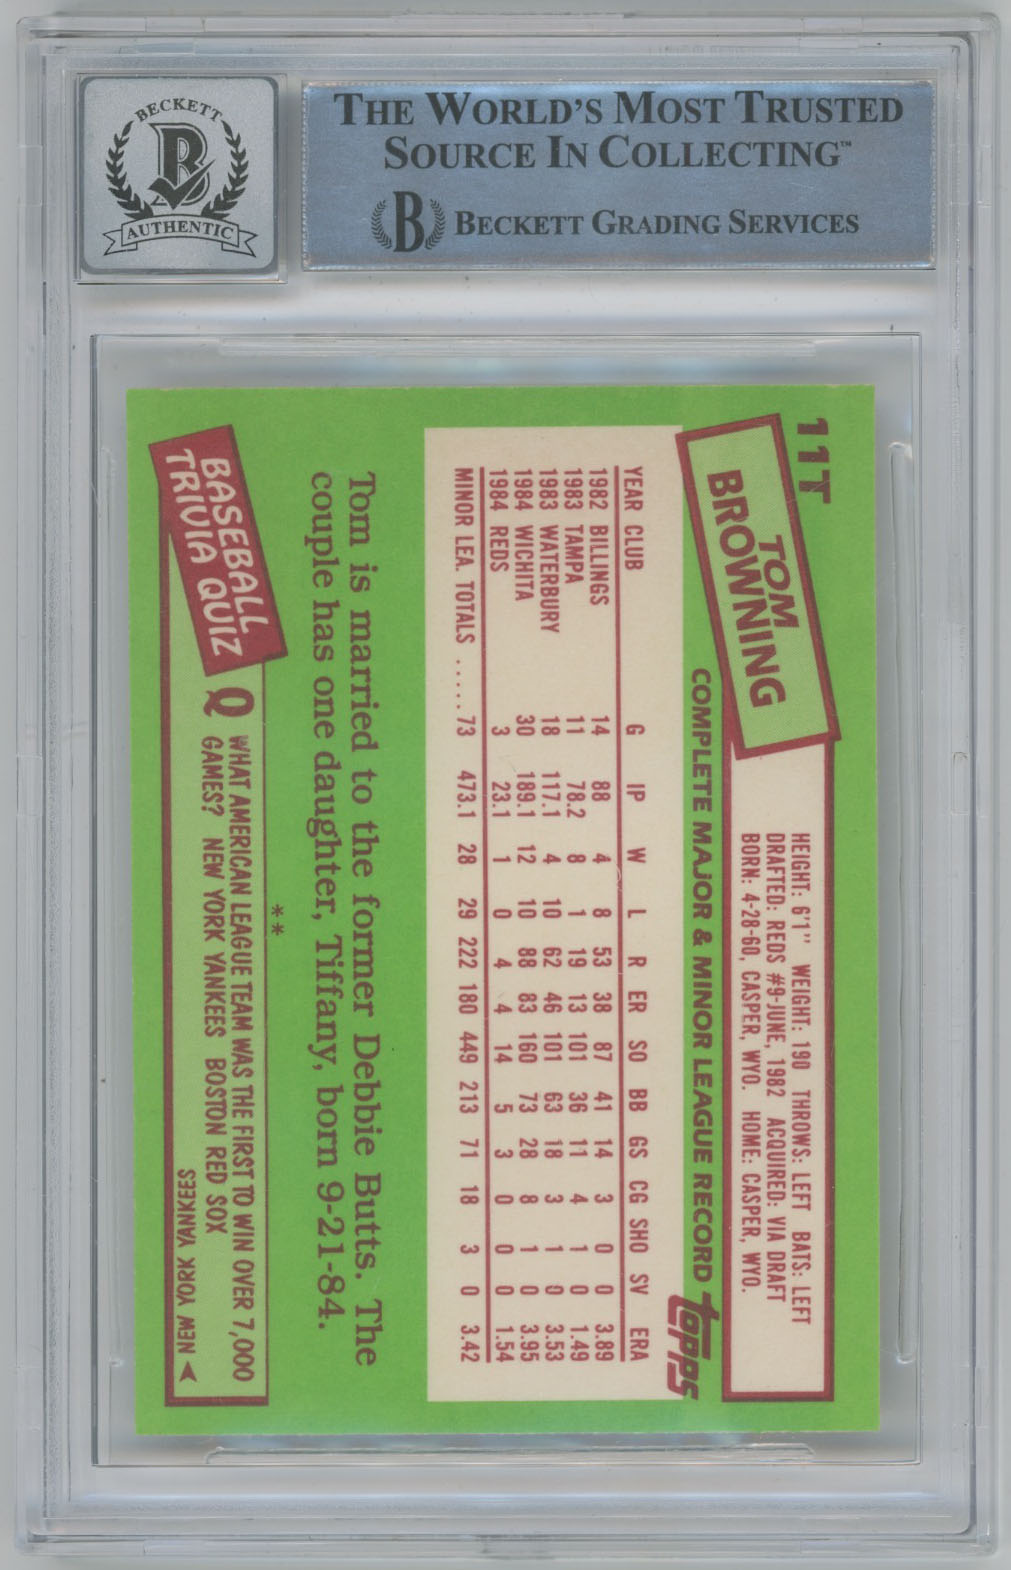 BECKETT
B
AUTHENTIC
THE WORLD'S MOST TRUSTED
SOURCE IN COLLECTING™
B BECKETT GRADING SERVICES
11T
TOM
BROWNING
HEIGHT: 6'1" WEIGHT: 190 THROWS: LEFT BATS: LEFT
DRAFTED: REDS #9-JUNE, 1982 ACQUIRED: VIA DRAFT
BORN: 4-28-60, CASPER, WYO. HOME: CASPER, WYO.
COMPLETE MAJOR & MINOR LEAGUE RECORD topps
YEAR CLUB G IP W L R ER SO BB GS CG SHO SV ERA
1982 BILLINGS 14 88 4 8 53 38 87 41 14 3 0 0 3.89
1983 TAMPA 11 78.2 8 1 19 13 101 36 11 4 1 0 1.49
1983 WATERBURY 18 117.1 4 10 62 46 101 63 18 3 1 0 3.53
1984 WICHITA 30 189.1 12 10 88 83 160 73 28 8 1 0 3.95
1984 REDS 3 23.1 1 0 4 4 14 5 3 0 0 0 1.54
MINOR LEA. TOTALS ..... 73 473.1 28 29 222 180 449 213 71 18 3 0 3.42
Tom is married to the former Debbie Butts. The
couple has one daughter, Tiffany, born 9-21-84.
**
BASEBALL
TRIVIA QUIZ
Q WHAT AMERICAN LEAGUE TEAM WAS THE FIRST TO WIN OVER 7,000
GAMES? NEW YORK YANKEES BOSTON RED SOX
NEW YORK YANKEES